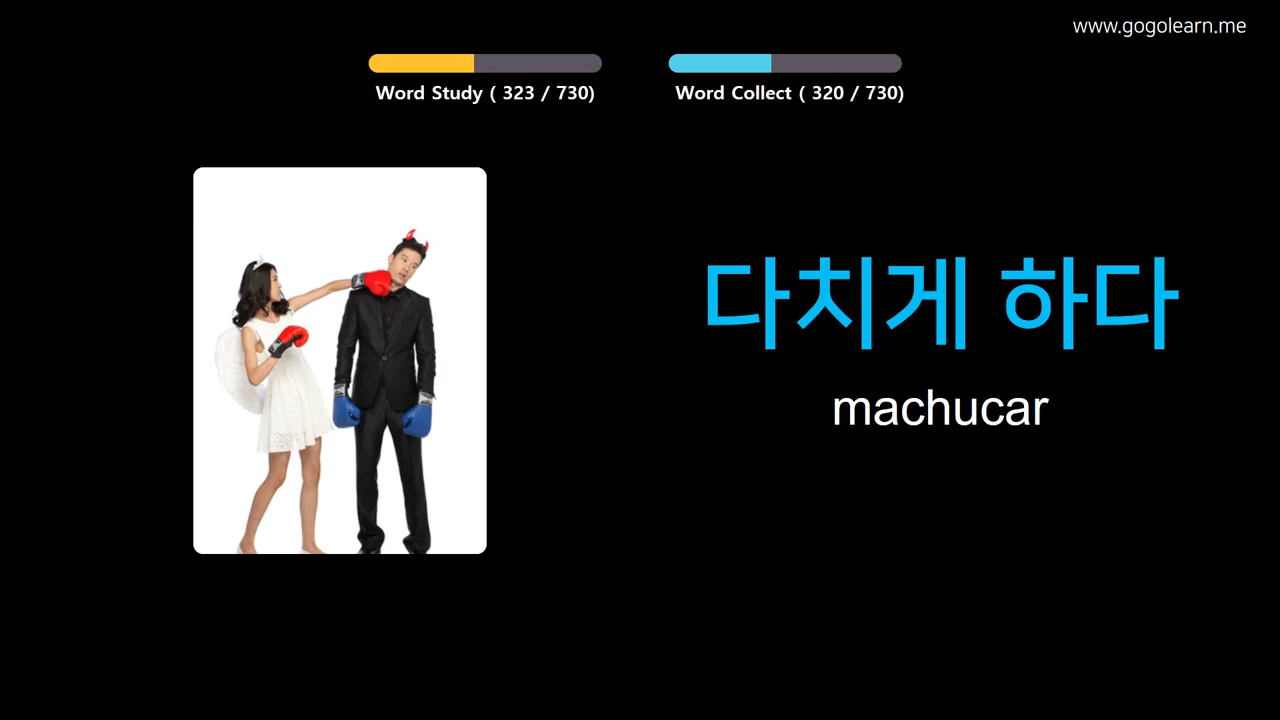 www.gogolearn.me
Word Study ( 323 / 730)
Word Collect ( 320 / 730)
다치게 하다
machucar